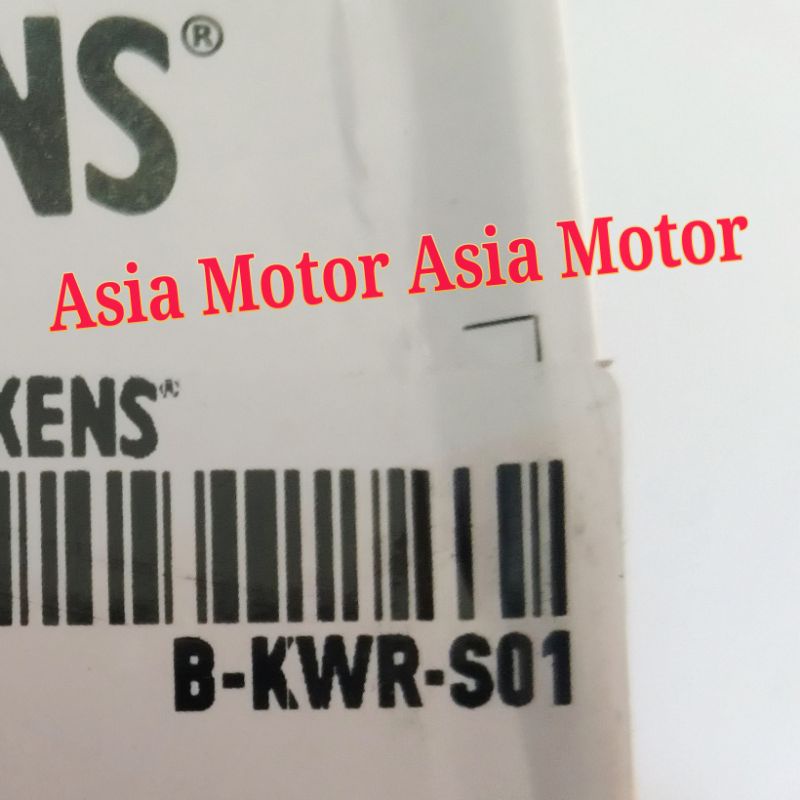 NS®
Asia Motor Asia Motor
KENS®
B-KWR-S01